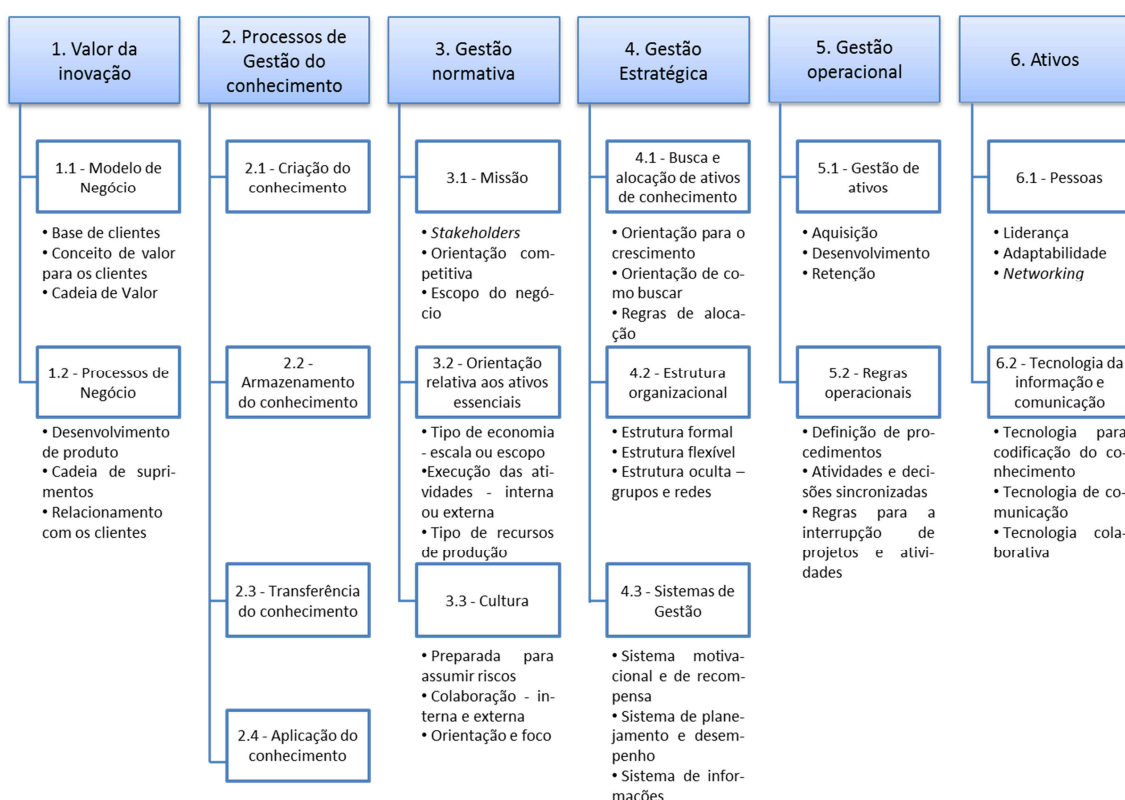 1. Valor da
inovação
1.1 - Modelo de
Negócio
• Base de clientes
• Conceito de valor
para os clientes
• Cadeia de Valor
1.2 - Processos de
Negócio
• Desenvolvimento
de produto
• Cadeia de supri-
mentos
• Relacionamento
com os clientes
2. Processos de
Gestão do
conhecimento
2.1 - Criação do
conhecimento
2.2 -
Armazenamento
do conhecimento
2.3 - Transferência
do conhecimento
2.4 - Aplicação do
conhecimento
3. Gestão
normativa
3.1 - Missão
• Stakeholders
• Orientação com-
petitiva
• Escopo do negó-
cio
3.2 - Orientação
relativa aos ativos
essenciais
• Tipo de economia
- escala ou escopo
•Execução das ati-
vidades - interna
ou externa
• Tipo de recursos
de produção
3.3 - Cultura
• Preparada para
assumir riscos
• Colaboração - in-
terna e externa
• Orientação e foco
4. Gestão
Estratégica
4.1 - Busca e
alocação de ativos
de conhecimento
• Orientação para o
crescimento
• Orientação de co-
mo buscar
• Regras de aloca-
ção
4.2 - Estrutura
organizacional
• Estrutura formal
• Estrutura flexível
• Estrutura oculta –
grupos e redes
4.3 - Sistemas de
Gestão
• Sistema motiva-
cional e de recom-
pensa
• Sistema de plane-
jamento e desem-
penho
• Sistema de infor-
mações
5. Gestão
operacional
5.1 - Gestão de
ativos
• Aquisição
• Desenvolvimento
• Retenção
5.2 - Regras
operacionais
• Definição de pro-
cedimentos
• Atividades e deci-
sões sincronizadas
• Regras para a
interrupção de
projetos e ativi-
dades
6. Ativos
6.1 - Pessoas
• Liderança
• Adaptabilidade
• Networking
6.2 - Tecnologia da
informação e
comunicação
• Tecnologia para
codificação do co-
nhecimento
• Tecnologia de co-
municação
• Tecnologia cola-
borativa